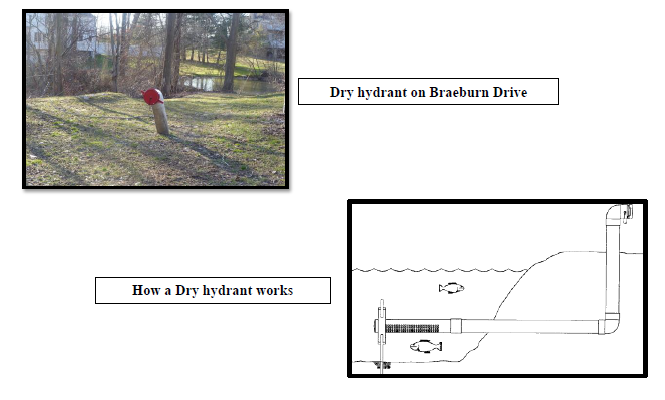 Dry hydrant on Braeburn Drive
How a Dry hydrant works